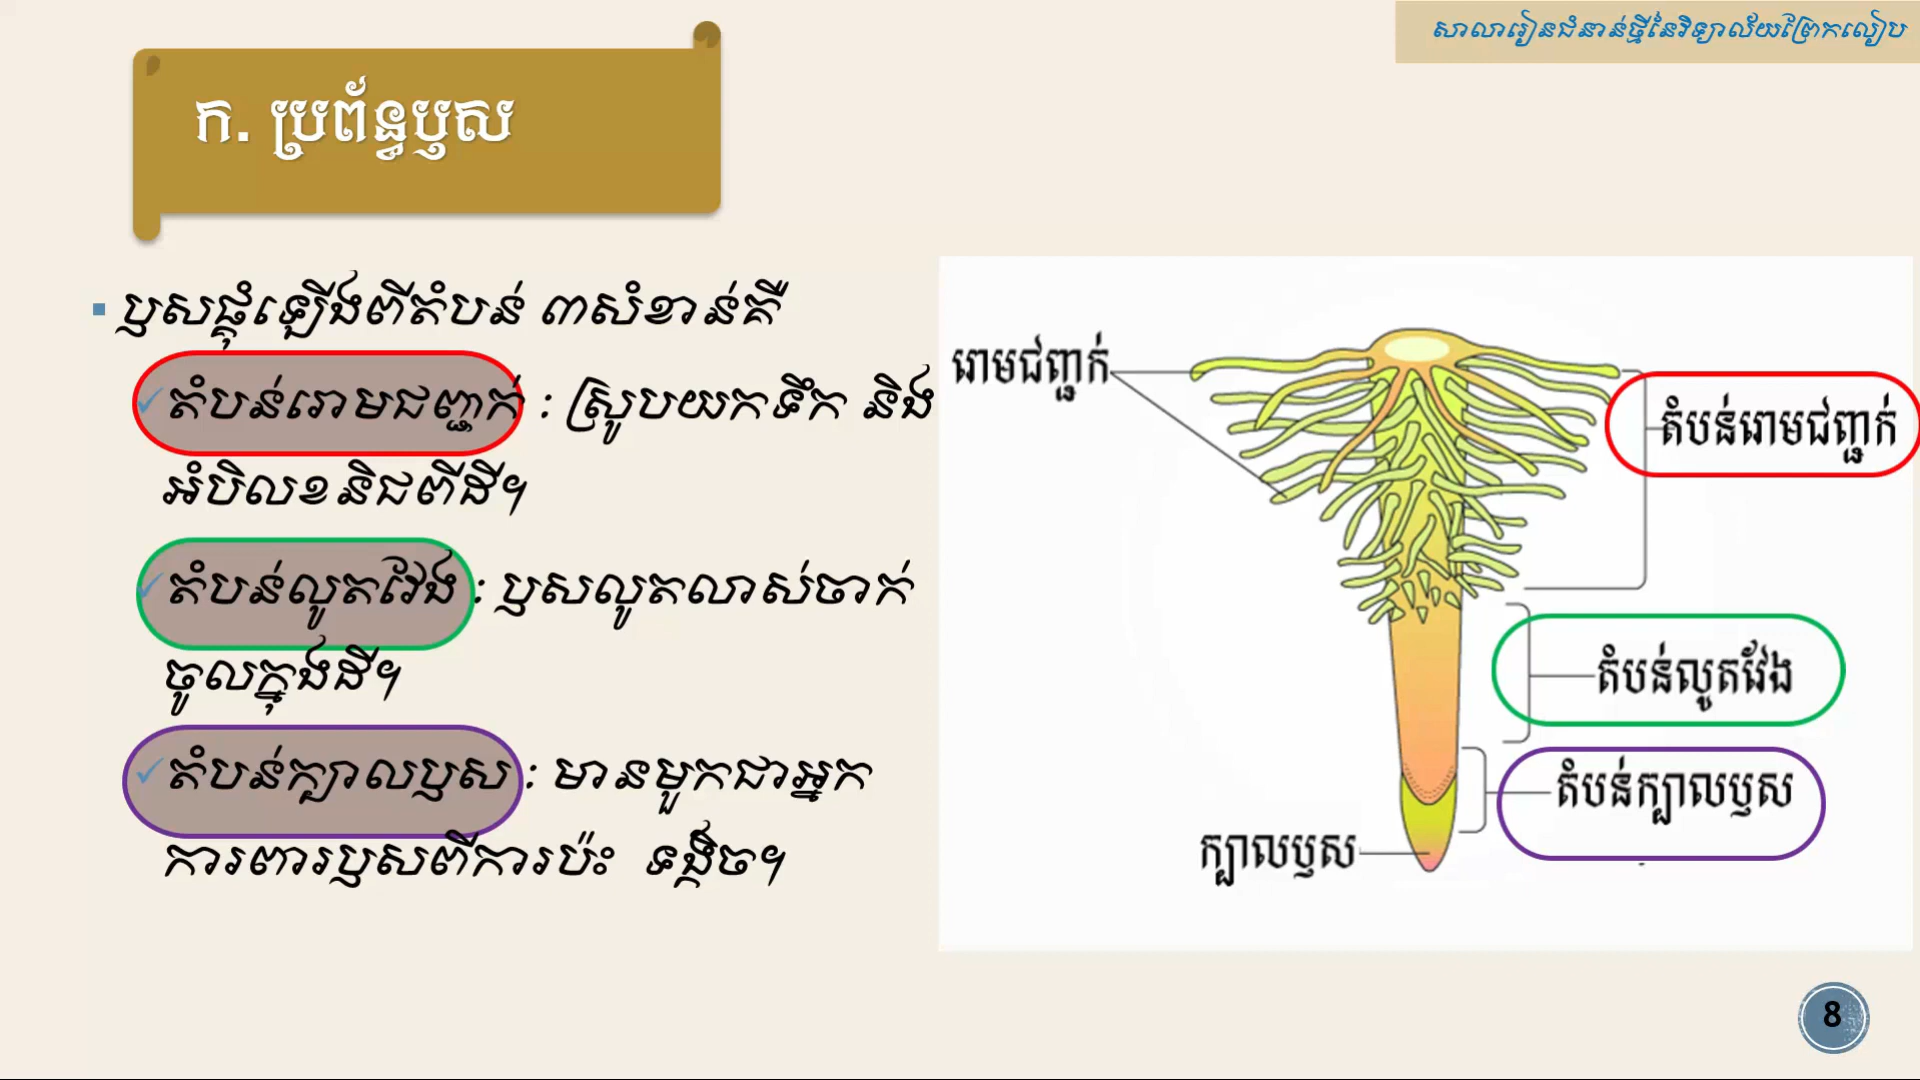 សាលារៀនជំនាន់ថ្មីនៃវិទ្យាល័យព្រែកលៀប
ក. ប្រព័ន្ធឫស
ឫសផ្គុំឡើងពីតំបន់ ៣សំខាន់គឺ
តំបន់រោមជញ្ជក់ : ស្រូបយកទឹក និង
អំបិលខនិជពីដី។
តំបន់លូតវែង : ឫសលូតលាស់ចាក់
ចូលក្នុងដី។
តំបន់ក្បាលឫស : មានមួកជាអ្នក
ការពារឫសពីការប៉ះ ទង្គិច។
រោមជញ្ជក់
តំបន់រោមជញ្ជក់
តំបន់លូតវែង
តំបន់ក្បាលឫស
ក្បាលឫស
8